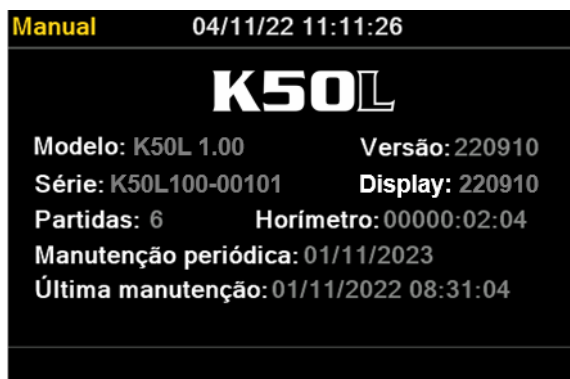 Manual 04/11/22 11:11:26
K50L
Modelo: K50L 1.00 Versão: 220910
Série: K50L100-00101 Display: 220910
Partidas: 6 Horímetro: 00000:02:04
Manutenção periódica: 01/11/2023
Última manutenção: 01/11/2022 08:31:04